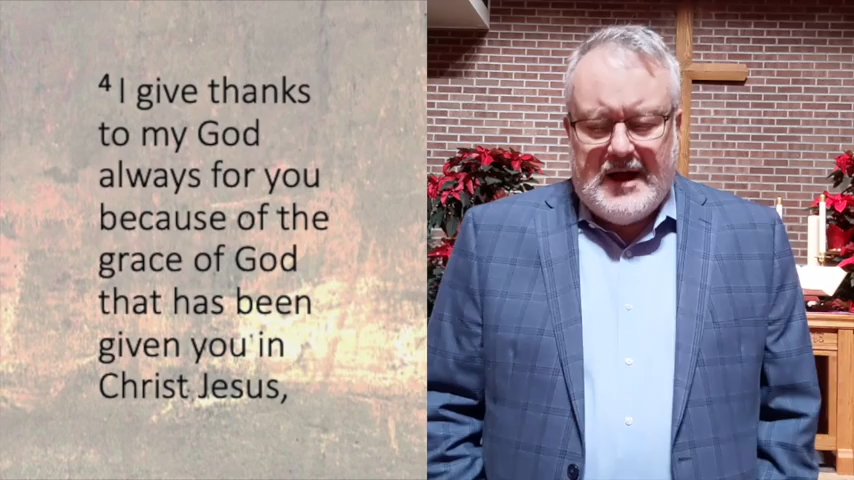 ⁴ I give thanks
to my God
always for you
because of the
grace of God
that has been
given you in
Christ Jesus,